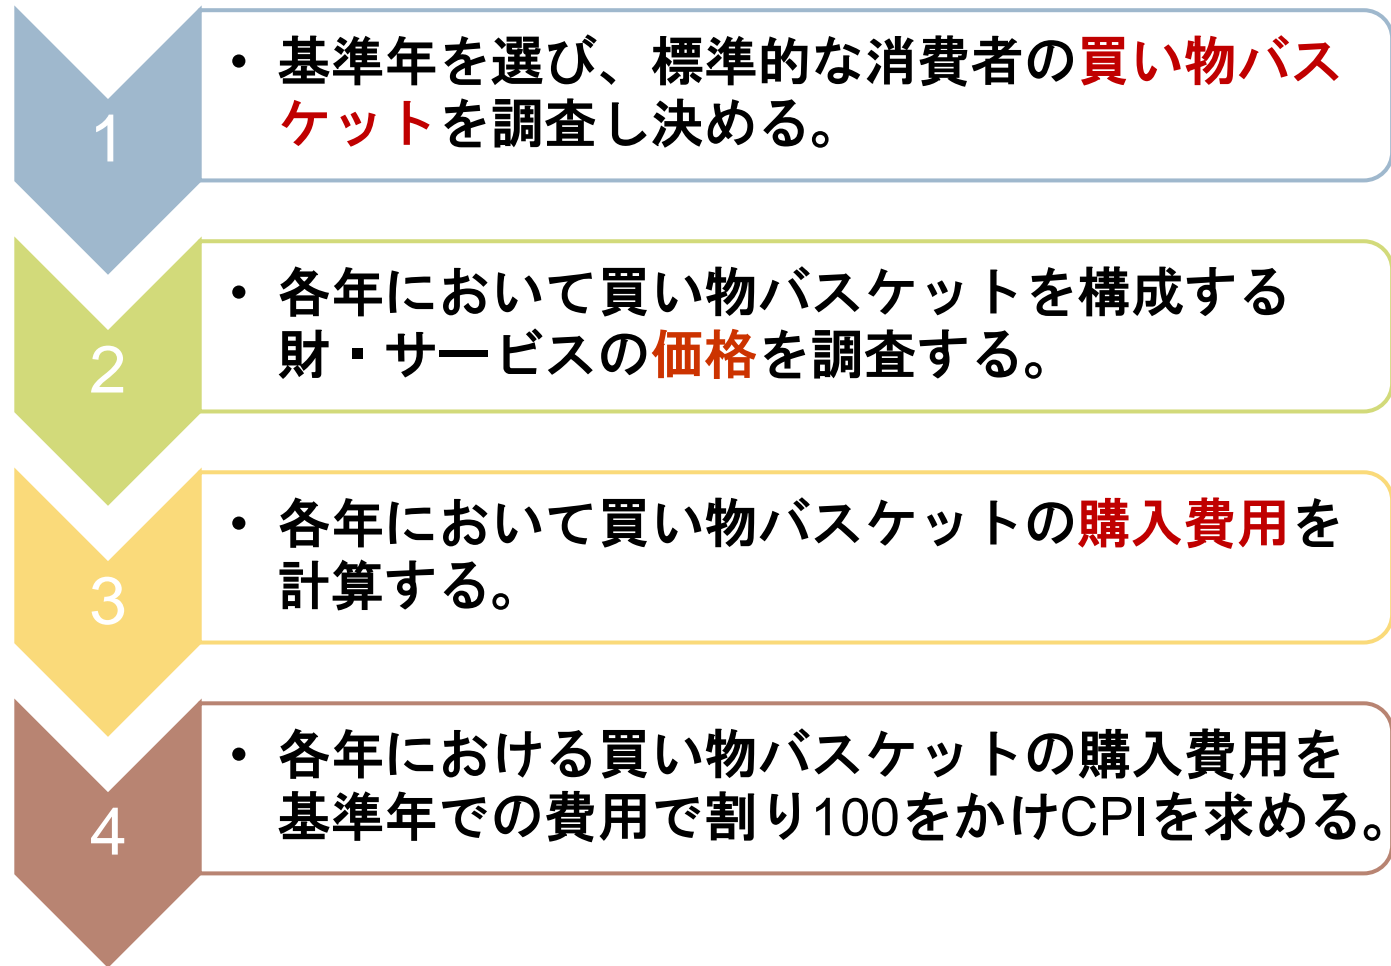 1
• 基準年を選び、標準的な消費者の買い物バス
ケットを調査し決める。
2
• 各年において買い物バスケットを構成する
財・サービスの価格を調査する。
3
• 各年において買い物バスケットの購入費用を
計算する。
4
• 各年における買い物バスケットの購入費用を
基準年での費用で割り100をかけCPIを求める。